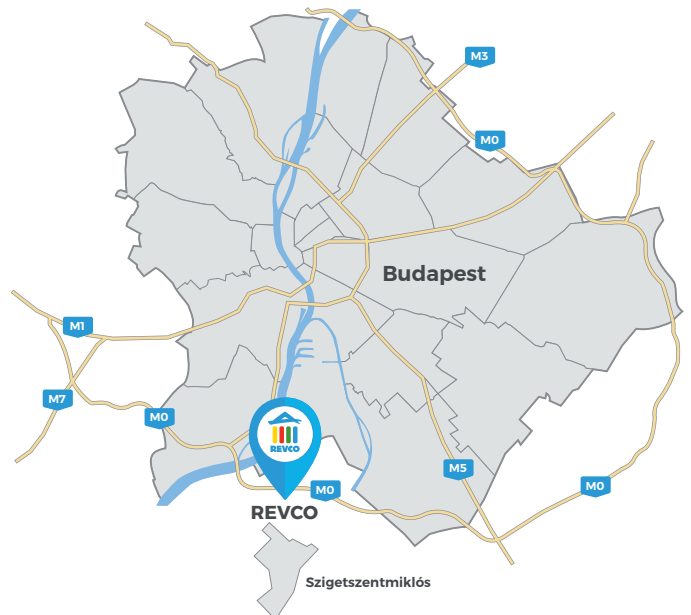 M3
M0
Budapest
M1
M7
M0
REVCO
M5
M0
M0
REVCO
Szigetszentmiklós